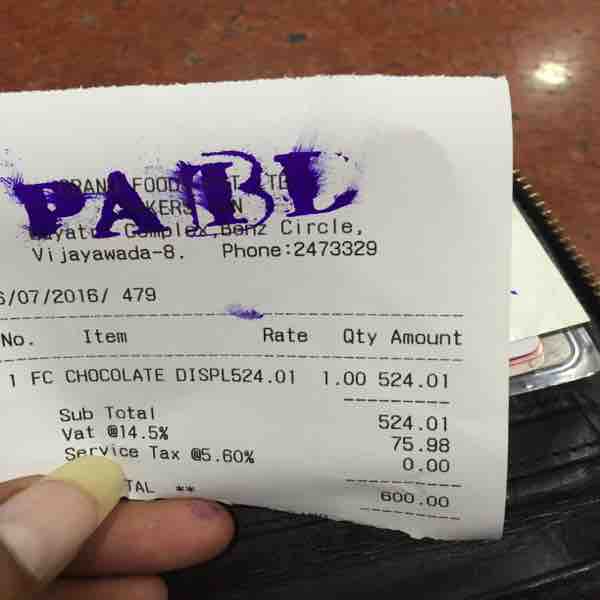 PAID
FOODS
Complex,Benz Circle,
Vijayawada-8. Phone:2473329
/07/2016/ 479
No. Item Rate Qty Amount
1 FC CHOCOLATE DISPL524.01 1.00 524.01
Sub Total 524.01
Vat @14.5% 75.98
Service Tax @5.60% 0.00
TAL ** 600.00